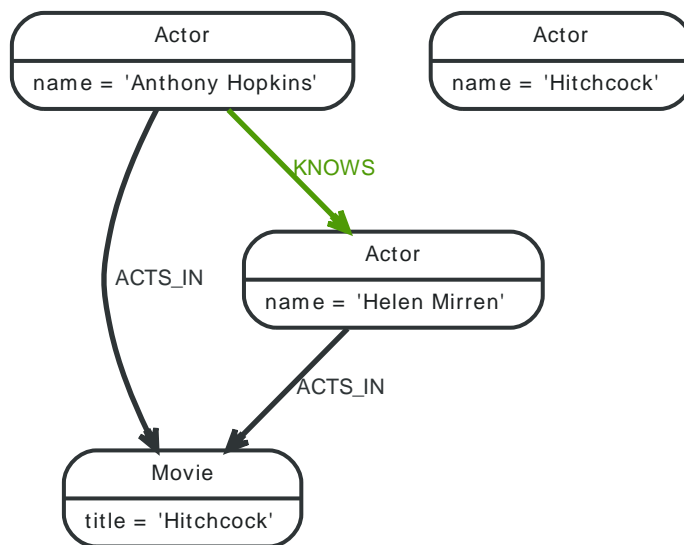 Actor
name = 'Anthony Hopkins'
Actor
name = 'Hitchcock'
KNOWS
Actor
name = 'Helen Mirren'
ACTS_IN
ACTS_IN
Movie
title = 'Hitchcock'